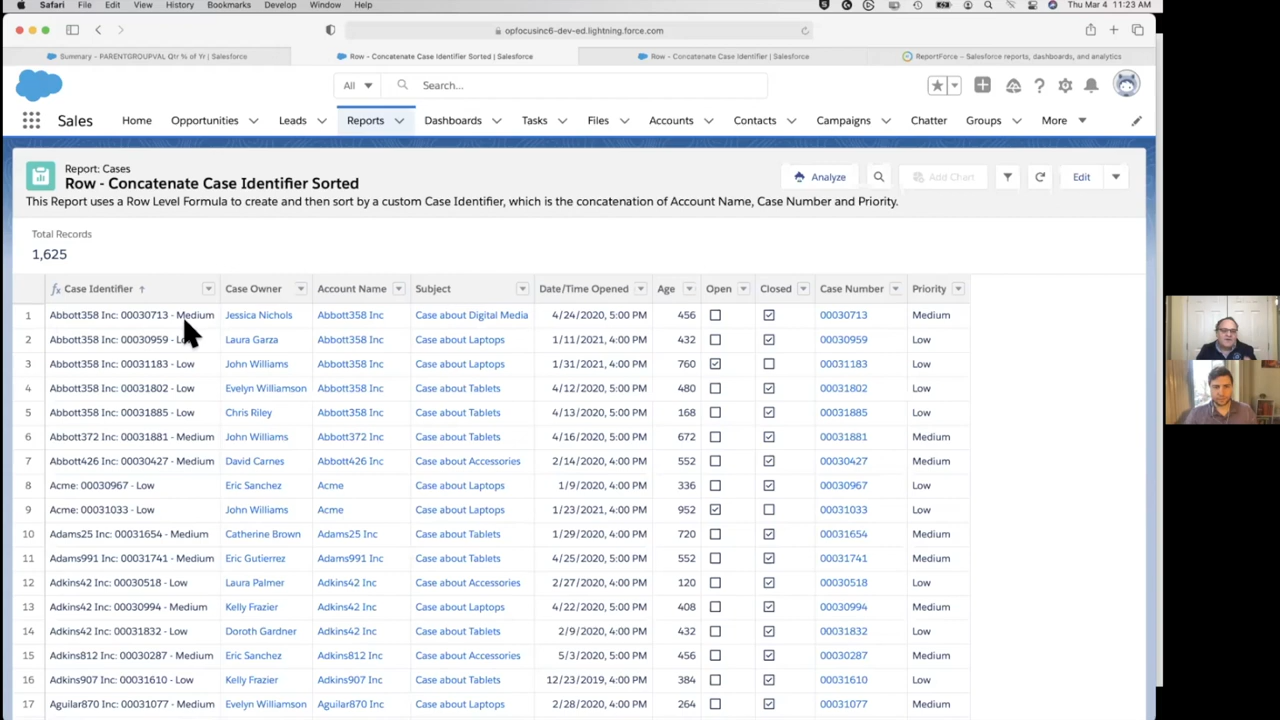 Safari File Edit View History Bookmarks Develop Window Help Thu Mar 4 11:23 AM
opfocusinc6-dev-ed.lightning.force.com
Summary - PARENTGROUPVAL Qtr % of Yr | Salesforce Row - Concatenate Case Identifier Sorted | Salesforce Row - Concatenate Case Identifier | Salesforce ReportForce – Salesforce reports, dashboards, and analytics
All Search...
Sales Home Opportunities Leads Reports Dashboards Tasks Files Accounts Contacts Campaigns Chatter Groups More
Report: Cases
Row - Concatenate Case Identifier Sorted
Analyze Add Chart Edit
This Report uses a Row Level Formula to create and then sort by a custom Case Identifier, which is the concatenation of Account Name, Case Number and Priority.
Total Records
1,625
fx Case Identifier ↑ Case Owner Account Name Subject Date/Time Opened Age Open Closed Case Number Priority
1 Abbott358 Inc: 00030713 - Medium Jessica Nichols Abbott358 Inc Case about Digital Media 4/24/2020, 5:00 PM 456 00030713 Medium
2 Abbott358 Inc: 00030959 - Laura Garza Abbott358 Inc Case about Laptops 1/11/2021, 4:00 PM 432 00030959 Low
3 Abbott358 Inc: 00031183 - Low John Williams Abbott358 Inc Case about Laptops 1/31/2021, 4:00 PM 760 00031183 Low
4 Abbott358 Inc: 00031802 - Low Evelyn Williamson Abbott358 Inc Case about Tablets 4/12/2020, 5:00 PM 480 00031802 Low
5 Abbott358 Inc: 00031885 - Low Chris Riley Abbott358 Inc Case about Tablets 4/13/2020, 5:00 PM 168 00031885 Low
6 Abbott372 Inc: 00031881 - Medium John Williams Abbott372 Inc Case about Tablets 4/16/2020, 5:00 PM 672 00031881 Medium
7 Abbott426 Inc: 00030427 - Medium David Carnes Abbott426 Inc Case about Accessories 2/14/2020, 4:00 PM 552 00030427 Medium
8 Acme: 00030967 - Low Eric Sanchez Acme Case about Laptops 1/9/2020, 4:00 PM 336 00030967 Low
9 Acme: 00031033 - Low John Williams Acme Case about Laptops 1/23/2021, 4:00 PM 952 00031033 Low
10 Adams25 Inc: 00031654 - Medium Catherine Brown Adams25 Inc Case about Tablets 1/29/2020, 4:00 PM 720 00031654 Medium
11 Adams991 Inc: 00031741 - Medium Eric Gutierrez Adams991 Inc Case about Tablets 4/25/2020, 5:00 PM 552 00031741 Medium
12 Adkins42 Inc: 00030518 - Low Laura Palmer Adkins42 Inc Case about Accessories 2/27/2020, 4:00 PM 120 00030518 Low
13 Adkins42 Inc: 00030994 - Medium Kelly Frazier Adkins42 Inc Case about Laptops 4/22/2020, 5:00 PM 408 00030994 Medium
14 Adkins42 Inc: 00031832 - Low Doroth Gardner Adkins42 Inc Case about Tablets 2/9/2020, 4:00 PM 432 00031832 Low
15 Adkins812 Inc: 00030287 - Medium Eric Sanchez Adkins812 Inc Case about Accessories 5/3/2020, 5:00 PM 456 00030287 Medium
16 Adkins907 Inc: 00031610 - Low Kelly Frazier Adkins907 Inc Case about Tablets 12/23/2019, 4:00 PM 384 00031610 Low
17 Aguilar870 Inc: 00031077 - Medium Evelyn Williamson Aguilar870 Inc Case about Laptops 2/28/2020, 4:00 PM 264 00031077 Medium